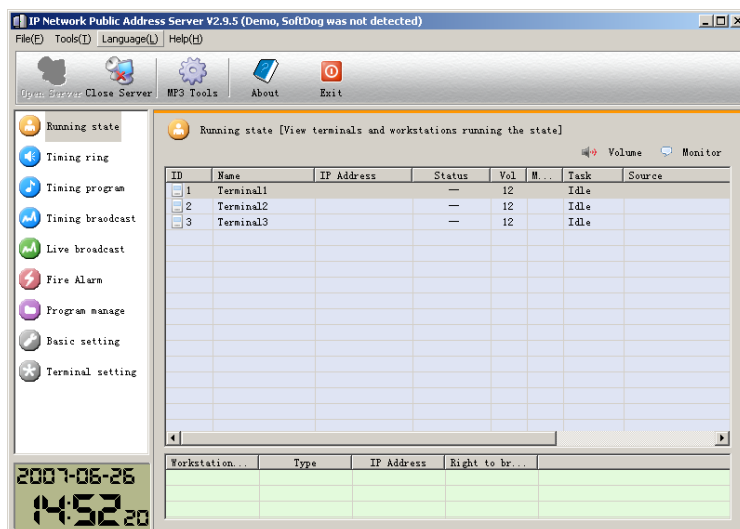 IP Network Public Address Server V2.9.5 (Demo, SoftDog was not detected)
File(F) Tools(T) Language(L) Help(H)
Open Server Close Server MP3 Tools About Exit
Running state
Timing ring
Timing program
Timing braodcast
Live broadcast
Fire Alarm
Program manage
Basic setting
Terminal setting
Running state [View terminals and workstations running the state]
Volume Monitor
ID Name IP Address Status Vol M... Task Source
1 Terminal1 — 12 Idle
2 Terminal2 — 12 Idle
3 Terminal3 — 12 Idle
Workstation... Type IP Address Right to br...
2007-06-26
14:52 20